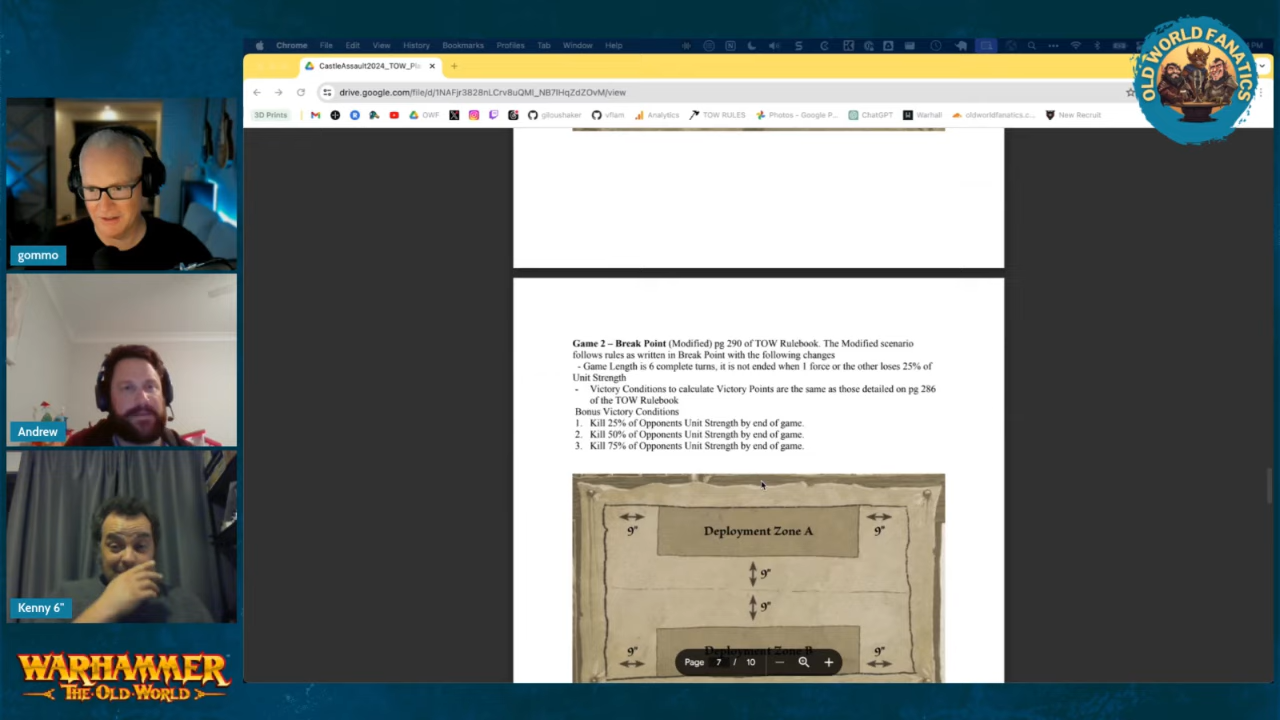 Chrome File Edit View History Bookmarks Profiles Tab Window Help
CastleAssault2024_TOW_Pl
drive.google.com/file/d/1NAFjr3828nLCrv8uQMl_NB7lHqZdZOvM/view
3D Prints OWF giloushaker vflam Analytics TOW RULES Photos - Google P... ChatGPT Warhall oldworldfanatics.c... New Recruit
OLD WORLD FANATICS
gommo
Andrew
Kenny 6"
WARHAMMER
THE OLD WORLD
Game 2 – Break Point (Modified) pg 290 of TOW Rulebook. The Modified scenario
follows rules as written in Break Point with the following changes
- Game Length is 6 complete turns, it is not ended when 1 force or the other loses 25% of
Unit Strength
- Victory Conditions to calculate Victory Points are the same as those detailed on pg 286
of the TOW Rulebook
Bonus Victory Conditions
1. Kill 25% of Opponents Unit Strength by end of game.
2. Kill 50% of Opponents Unit Strength by end of game.
3. Kill 75% of Opponents Unit Strength by end of game.
9" Deployment Zone A 9"
9"
9"
9" Deployment Zone B 9"
Page 7 / 10